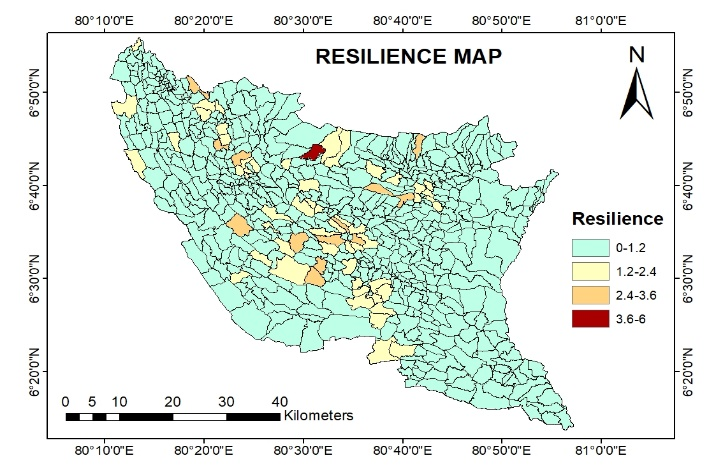 80°10'0"E 80°20'0"E 80°30'0"E 80°40'0"E 80°50'0"E 81°0'0"E
RESILIENCE MAP
N
6°50'0"N 6°50'0"N
6°40'0"N 6°40'0"N
Resilience
0-1.2
1.2-2.4
2.4-3.6
3.6-6
6°30'0"N 6°30'0"N
6°20'0"N 6°20'0"N
0 5 10 20 30 40
Kilometers
80°10'0"E 80°20'0"E 80°30'0"E 80°40'0"E 80°50'0"E 81°0'0"E